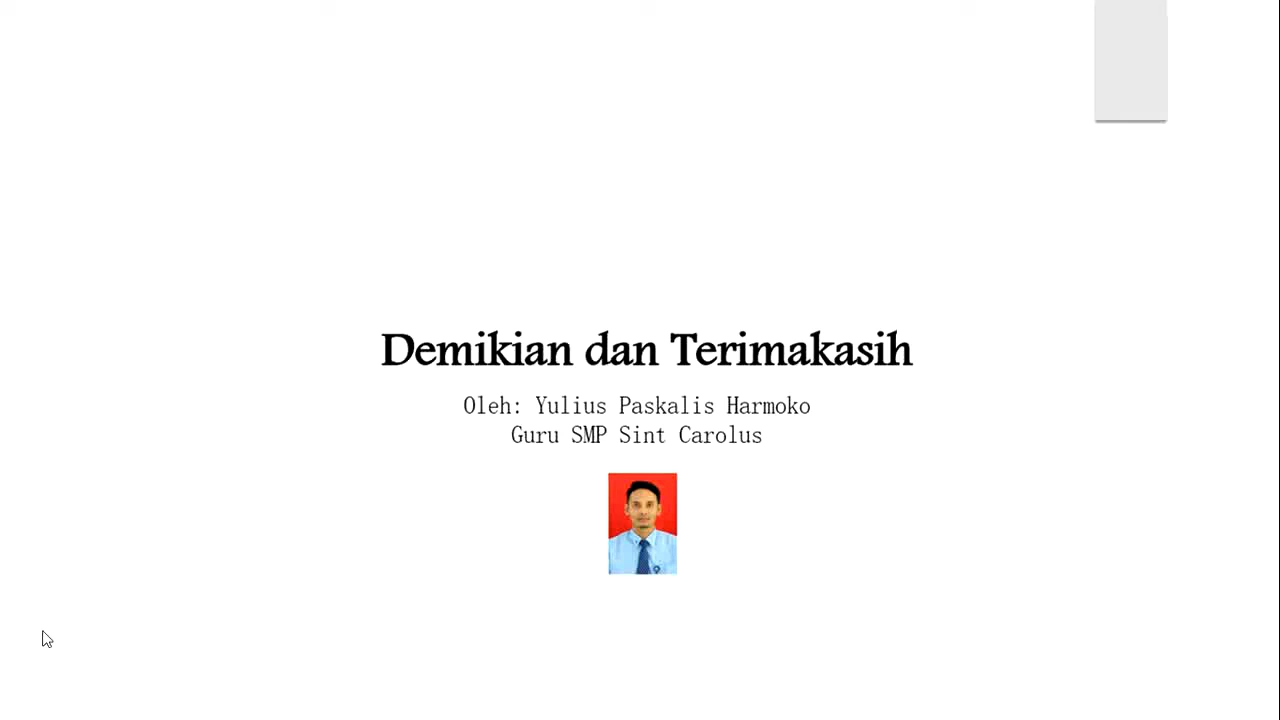 Demikian dan Terimakasih
Oleh: Yulius Paskalis Harmoko
Guru SMP Sint Carolus